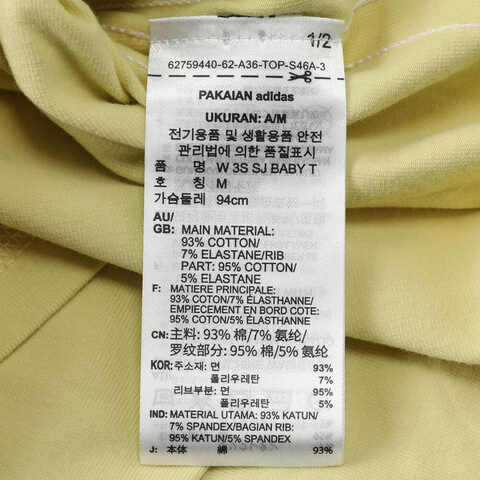 1/2
62759440-62-A36-TOP-S46A-3
PAKAIAN adidas
UKURAN: A/M
전기용품 및 생활용품 안전
관리법에 의한 품질표시
품 명 W 3S SJ BABY T
호 칭 M
가슴둘레 94cm
AU/
GB: MAIN MATERIAL:
93% COTTON/
7% ELASTANE/RIB
PART: 95% COTTON/
5% ELASTANE
F: MATIERE PRINCIPALE:
93% COTON/7% ÉLASTHANNE/
EMPIECEMENT EN BORD COTE:
95% COTON/5% ÉLASTHANNE
CN: 主料: 93% 棉/7% 氨纶/
罗纹部分: 95% 棉/5% 氨纶
KOR: 주소재: 면 93%
폴리우레탄 7%
리브부분: 면 95%
폴리우레탄 5%
IND: MATERIAL UTAMA: 93% KATUN/
7% SPANDEX/BAGIAN RIB:
95% KATUN/5% SPANDEX
J: 本体 綿 93%